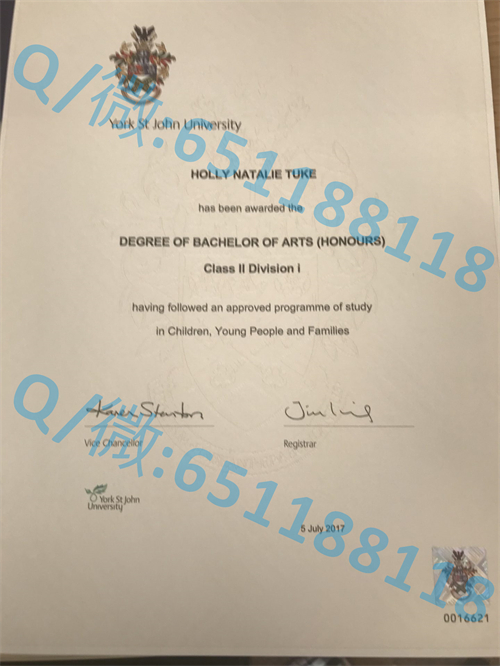 York St John University
HOLLY NATALIE TUKE
has been awarded the
DEGREE OF BACHELOR OF ARTS (HONOURS)
Class II Division i
having followed an approved programme of study
in Children, Young People and Families
Karen Stanton
Vice Chancellor
Registrar
York St John
University
5 July 2017
0016621
Q/微:651188118
Q/微:651188118